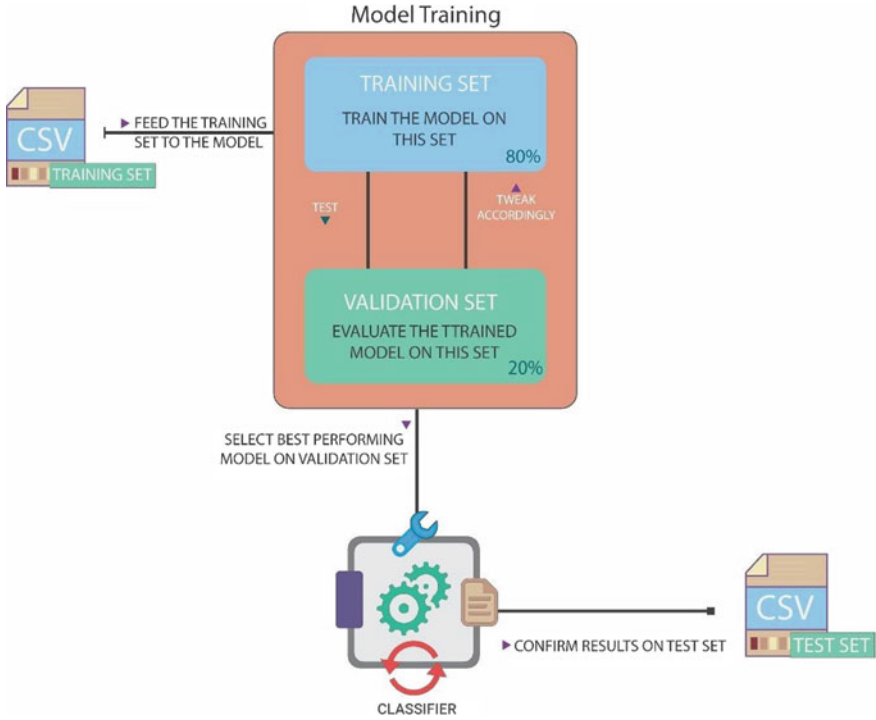 Model Training
CSV
TRAINING SET
FEED THE TRAINING
SET TO THE MODEL
TRAINING SET
TRAIN THE MODEL ON
THIS SET
80%
TEST
TWEAK
ACCORDINGLY
VALIDATION SET
EVALUATE THE TTRAINED
MODEL ON THIS SET
20%
SELECT BEST PERFORMING
MODEL ON VALIDATION SET
CLASSIFIER
CONFIRM RESULTS ON TEST SET
CSV
TEST SET